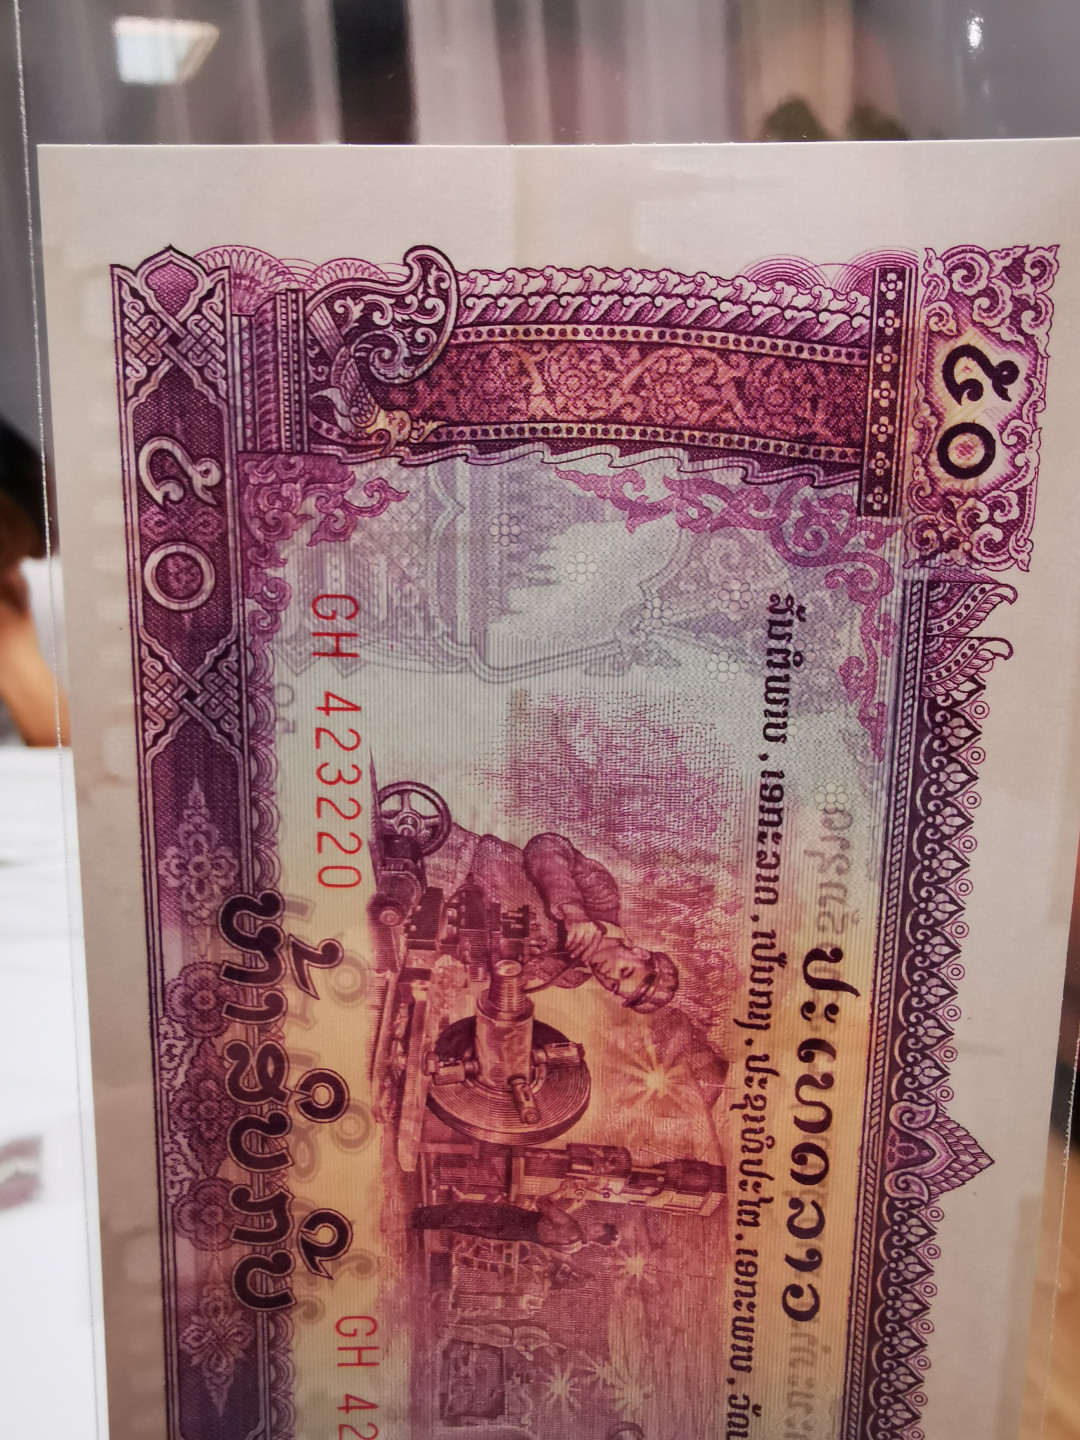 ໕໐
ປະເທດລາວ
ສັນຕິພາບ, ເອກະລາດ, ເປັນກາງ, ປະຊາທິປະໄຕ, ເອກະພາບ,
GH 423220
GH 42
ຫ້າສິບກີບ
໕໐